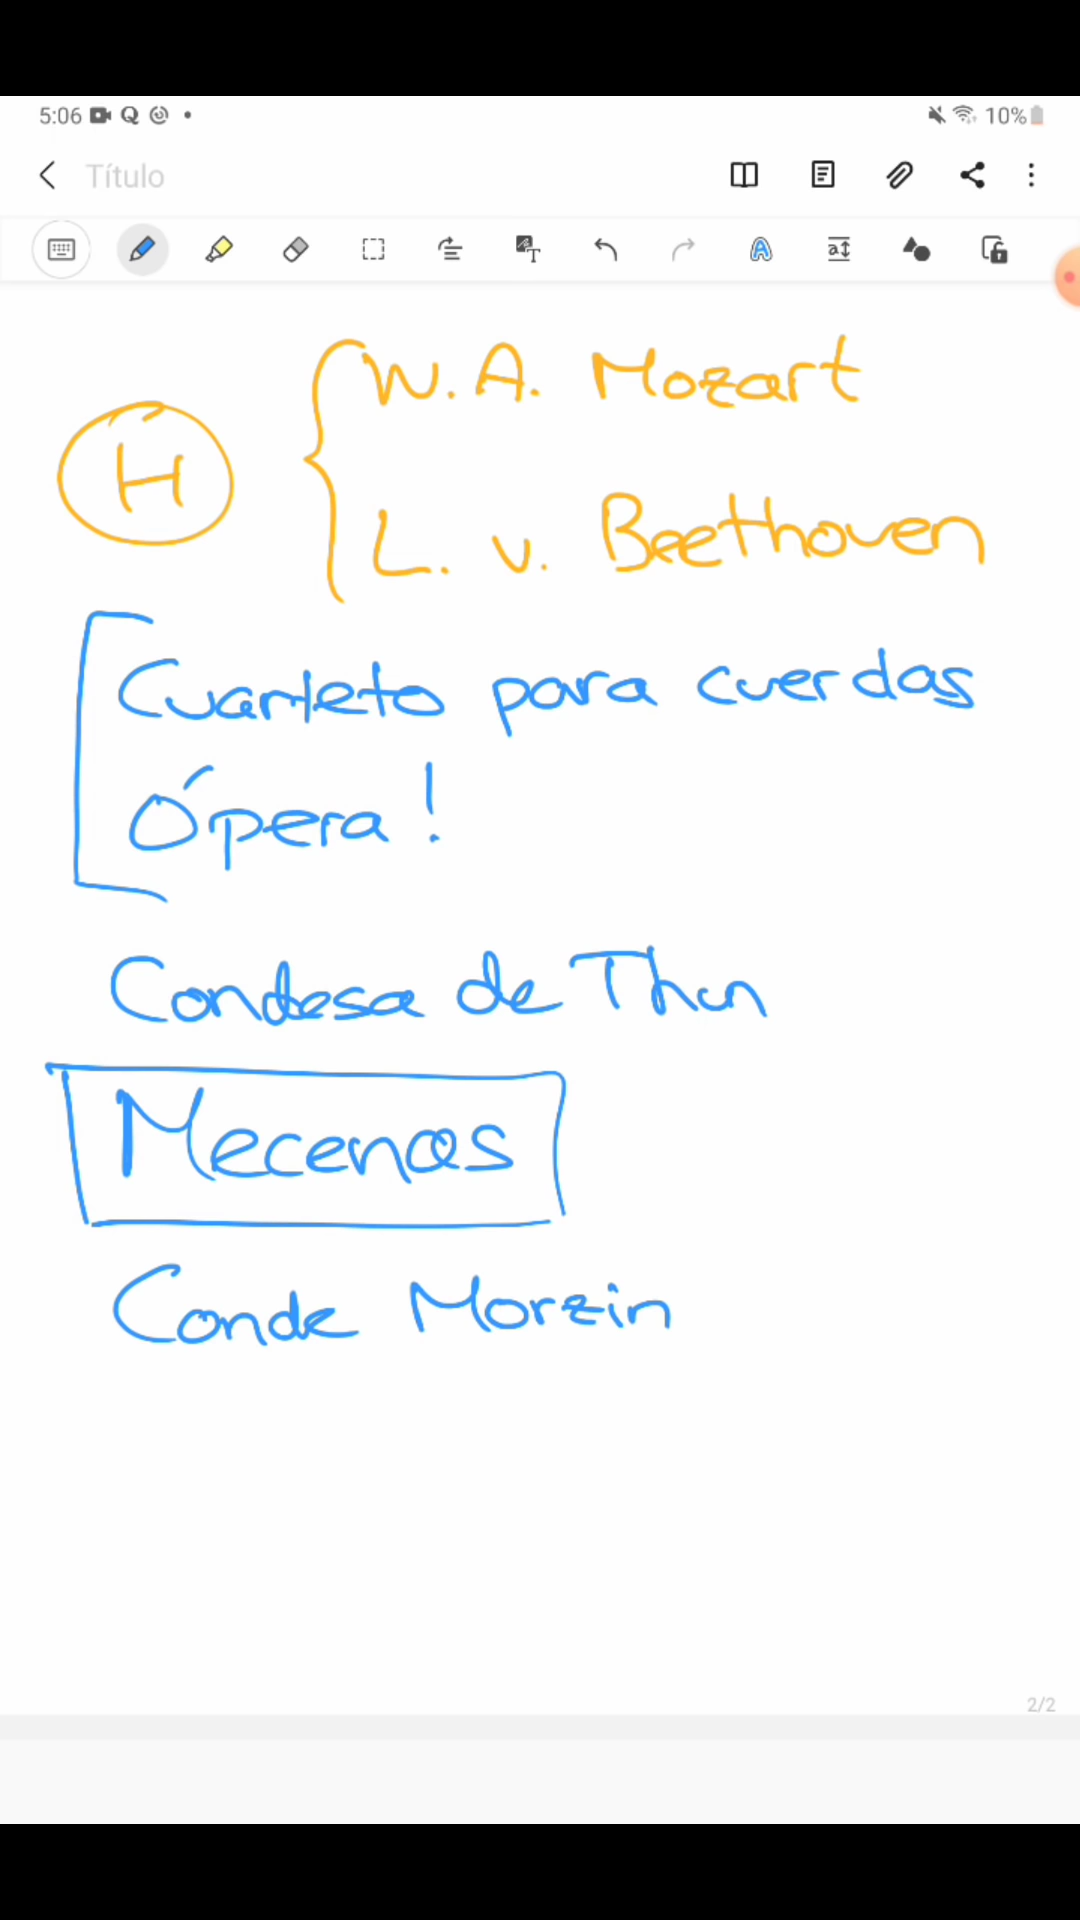 5:06
10%
Título
W.A. Mozart
H
L. v. Beethoven
Cuarteto para cuerdas
Ópera!
Condesa de Thun
Mecenas
Conde Morzin
2/2